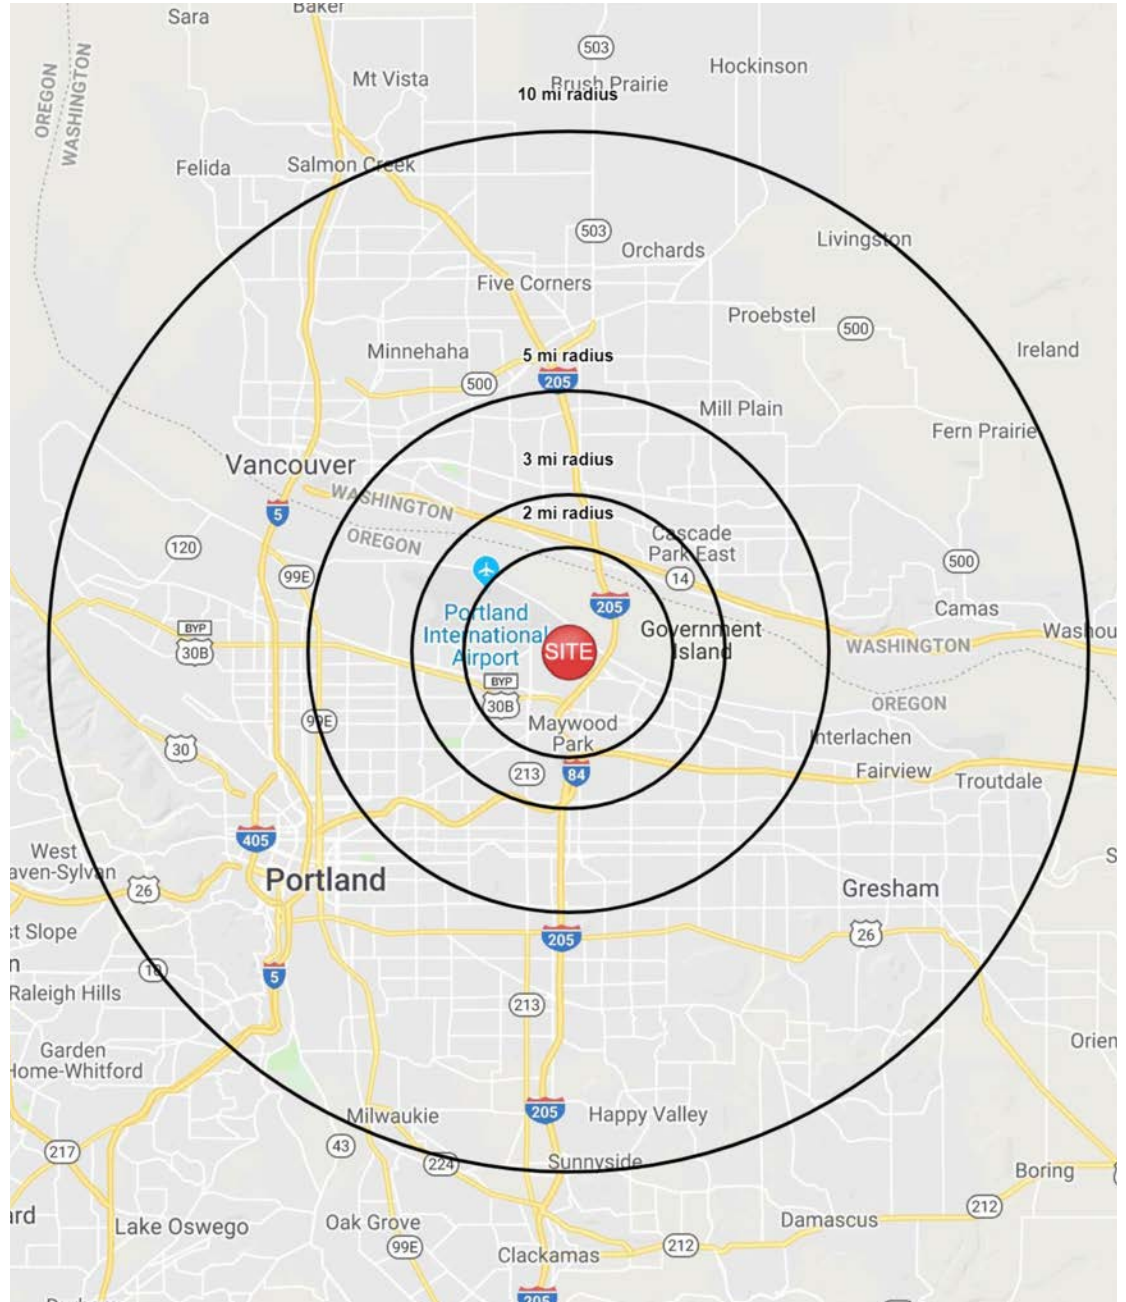 Baker
Sara
503
Hockinson
Mt Vista
Brush Prairie
10 mi radius
OREGON
WASHINGTON
Felida
Salmon Creek
503
Livingston
Orchards
Five Corners
Proebstel
500
Ireland
Minnehaha
5 mi radius
500
205
Mill Plain
Fern Prairie
3 mi radius
Vancouver
WASHINGTON
5
2 mi radius
OREGON
Cascade
Park East
120
500
99E
14
205
Camas
Portland
International
Airport
BYP
30B
Government
Island
Washou
WASHINGTON
SITE
BYP
30B
OREGON
99E
Maywood
Park
Interlachen
30
213
84
Fairview
Troutdale
405
West
aven-Sylvan
S
26
Portland
Gresham
st Slope
205
26
n
10
5
Raleigh Hills
213
Garden
Home-Whitford
Orien
Milwaukie
205
Happy Valley
43
217
224
Sunnyside
Boring
ard
Lake Oswego
Oak Grove
Damascus
212
99E
Clackamas
212
205